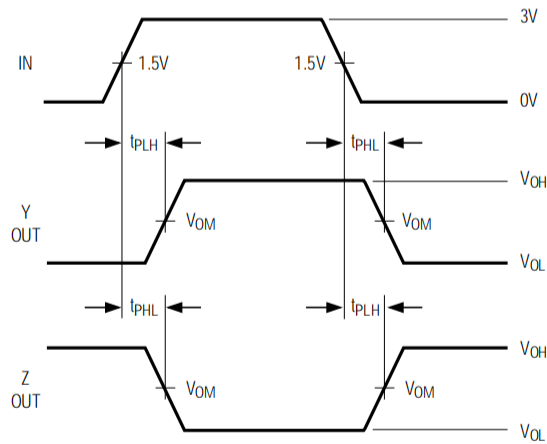 3V
IN
1.5V
1.5V
0V
tPLH
tPHL
VOH
Y
OUT
VOM
VOM
VOL
tPHL
tPLH
VOH
Z
OUT
VOM
VOM
VOL